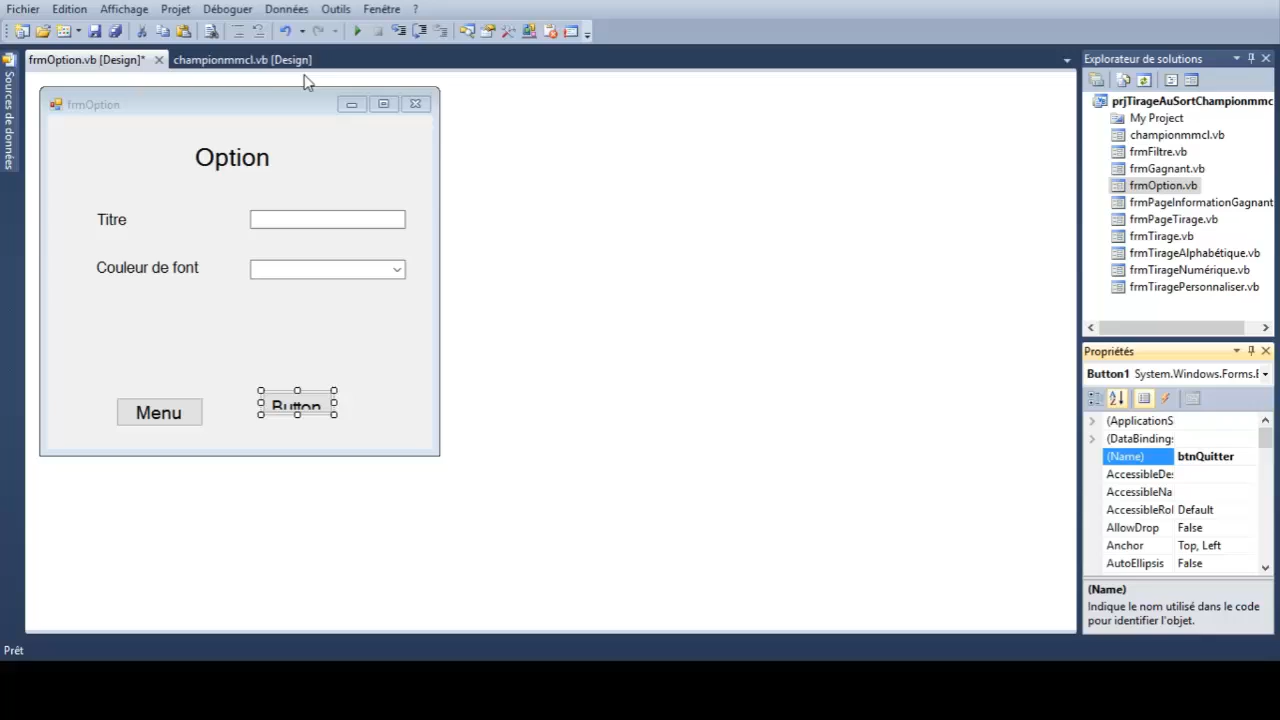 Fichier Edition Affichage Projet Déboguer Données Outils Fenêtre ?
frmOption.vb [Design]* championmmcl.vb [Design]
Sources de données
frmOption
Option
Titre
Couleur de font
Menu
Button
Explorateur de solutions
prjTirageAuSortChampionmmc
My Project
championmmcl.vb
frmFiltre.vb
frmGagnant.vb
frmOption.vb
frmPageInformationGagnant
frmPageTirage.vb
frmTirage.vb
frmTirageAlphabétique.vb
frmTirageNumérique.vb
frmTiragePersonnaliser.vb
Propriétés
Button1 System.Windows.Forms.
(ApplicationS
(DataBindings
(Name) btnQuitter
AccessibleDes
AccessibleNa
AccessibleRol Default
AllowDrop False
Anchor Top, Left
AutoEllipsis False
(Name)
Indique le nom utilisé dans le code
pour identifier l'objet.
Prêt